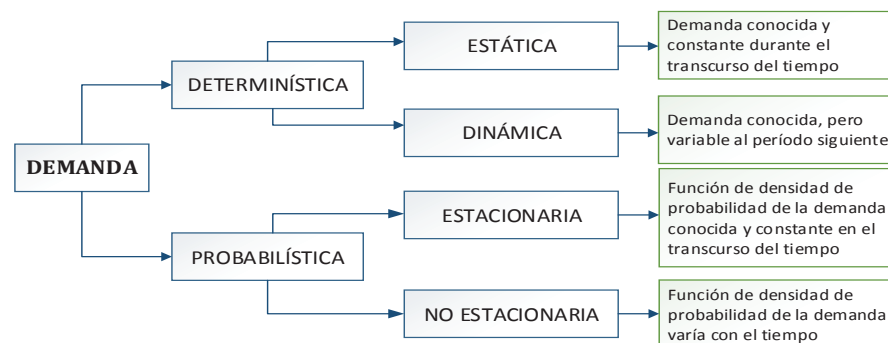 DEMANDA
DETERMINÍSTICA
ESTÁTICA
Demanda conocida y
constante durante el
transcurso del tiempo
DINÁMICA
Demanda conocida, pero
variable al período siguiente
PROBABILÍSTICA
ESTACIONARIA
Función de densidad de
probabilidad de la demanda
conocida y constante en el
transcurso del tiempo
NO ESTACIONARIA
Función de densidad de
probabilidad de la demanda
varía con el tiempo